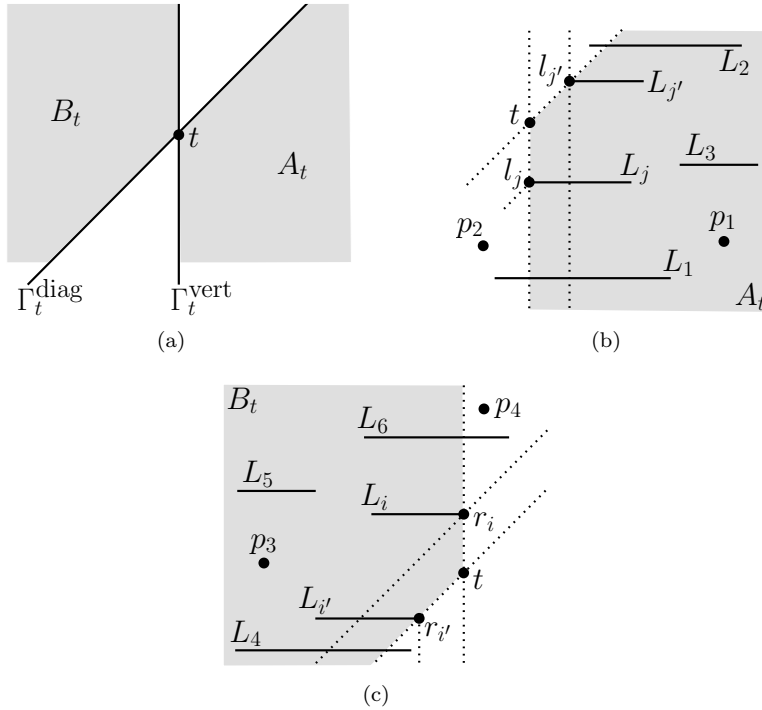 B_t
t
A_t
Γ_t^diag
Γ_t^vert
(a)
L_2
l_{j'}
L_{j'}
t
L_3
l_j
L_j
p_2
p_1
L_1
A_t
(b)
B_t
p_4
L_6
L_5
L_i
r_i
p_3
t
L_{i'}
r_{i'}
L_4
(c)